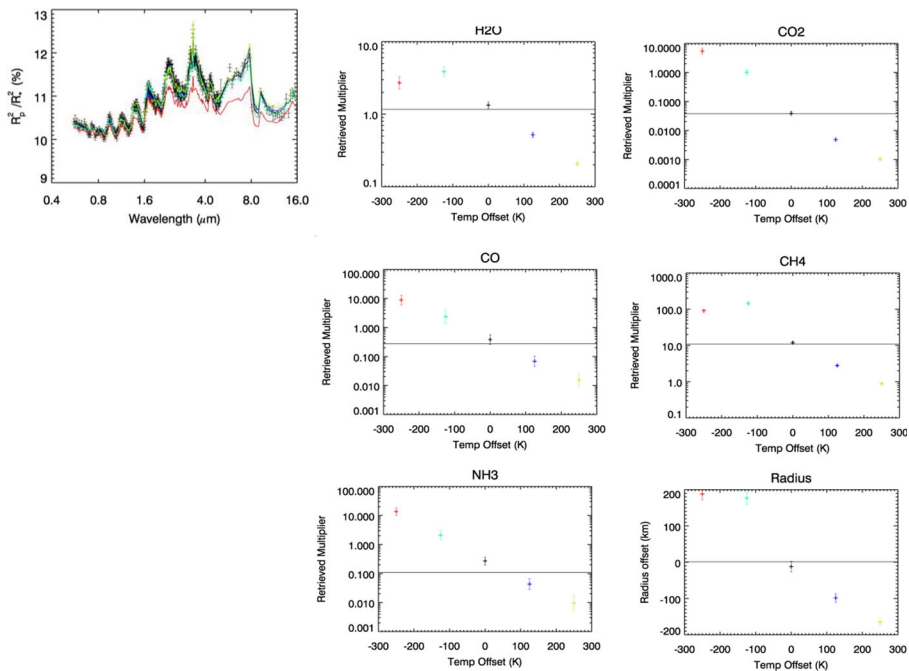 13
12
11
10
9
R²p/R²* (%)
0.4 0.8 1.6 4.0 8.0 16.0
Wavelength (μm)
H2O
10.0
1.0
0.1
Retrieved Multiplier
-300 -200 -100 0 100 200 300
Temp Offset (K)
CO2
10.0000
1.0000
0.1000
0.0100
0.0010
0.0001
Retrieved Multiplier
-300 -200 -100 0 100 200 300
Temp Offset (K)
CO
100.000
10.000
1.000
0.100
0.010
0.001
Retrieved Multiplier
-300 -200 -100 0 100 200 300
Temp Offset (K)
CH4
1000.0
100.0
10.0
1.0
0.1
Retrieved Multiplier
-300 -200 -100 0 100 200 300
Temp Offset (K)
NH3
100.000
10.000
1.000
0.100
0.010
0.001
Retrieved Multiplier
-300 -200 -100 0 100 200 300
Temp Offset (K)
Radius
200
100
0
-100
-200
Radius offset (km)
-300 -200 -100 0 100 200 300
Temp Offset (K)